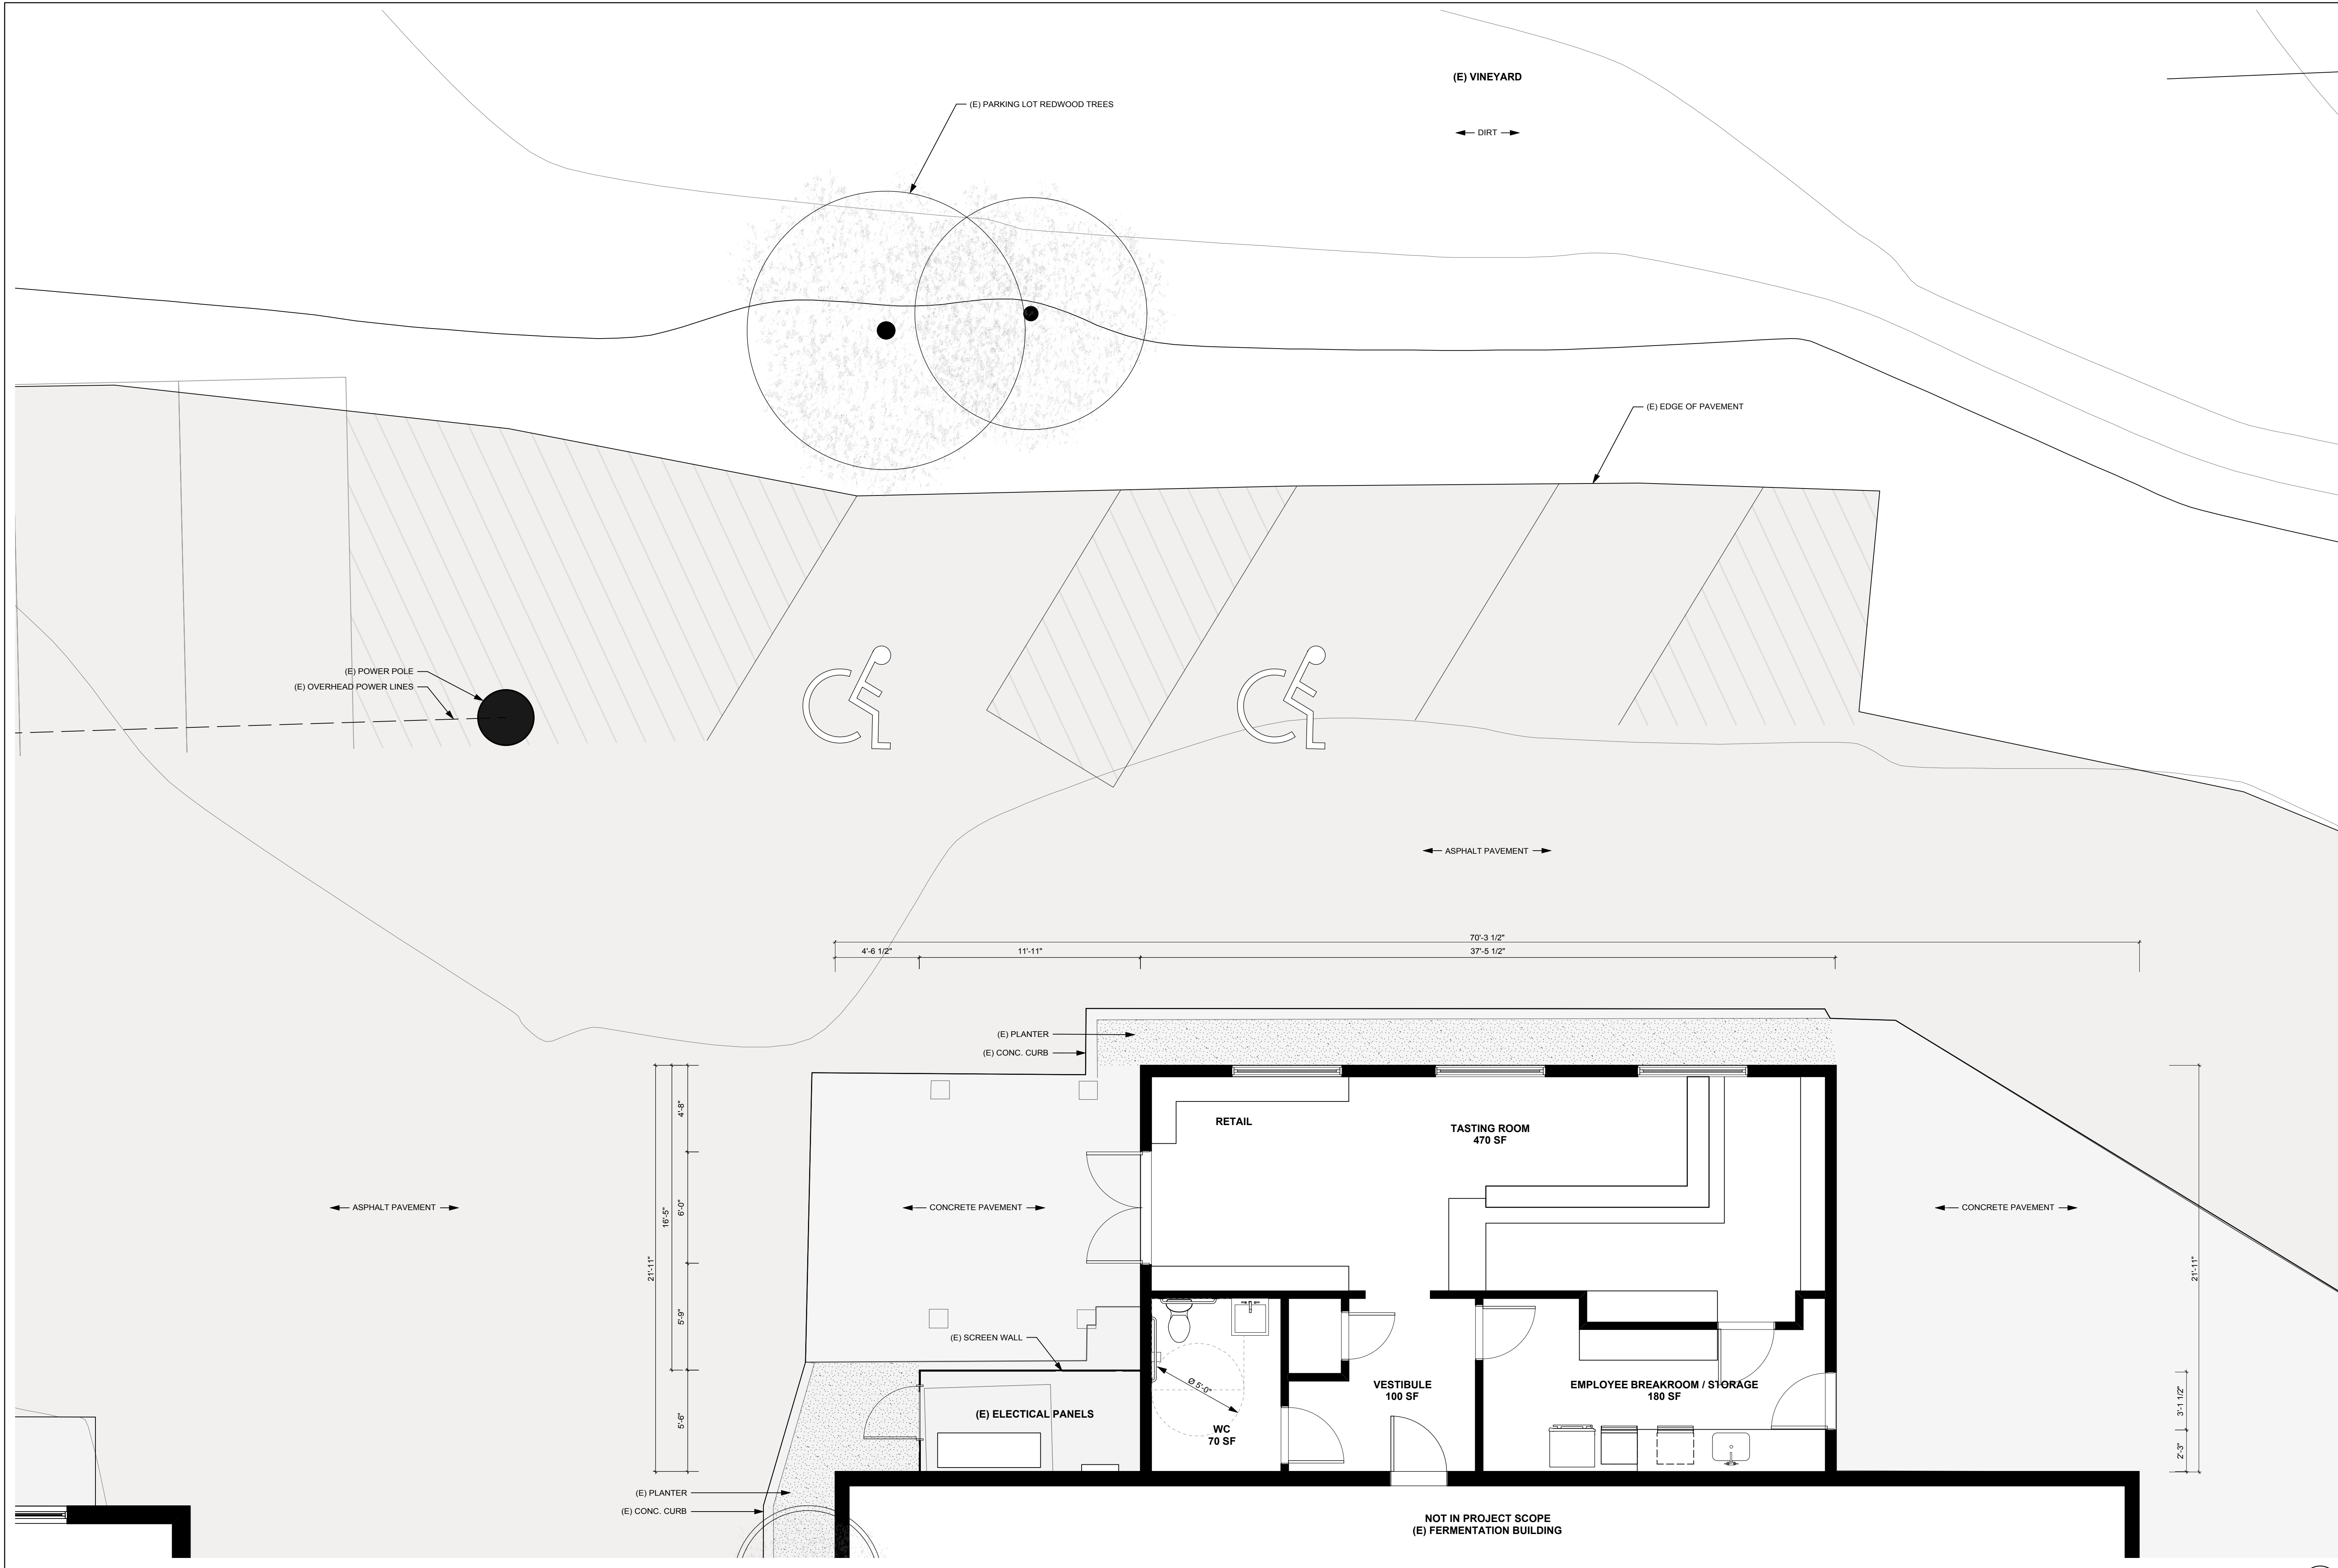 (E) VINEYARD
(E) PARKING LOT REDWOOD TREES
DIRT
(E) EDGE OF PAVEMENT
(E) POWER POLE
(E) OVERHEAD POWER LINES
ASPHALT PAVEMENT
70'-3 1/2"
4'-6 1/2"
11'-11"
37'-5 1/2"
(E) PLANTER
(E) CONC. CURB
4'-8"
6'-0"
16'-5"
21'-11"
5'-9"
5'-6"
RETAIL
TASTING ROOM
470 SF
ASPHALT PAVEMENT
CONCRETE PAVEMENT
CONCRETE PAVEMENT
21'-11"
3'-1 1/2"
2'-3"
(E) SCREEN WALL
Ø 5'-0"
(E) ELECTICAL PANELS
WC
70 SF
VESTIBULE
100 SF
EMPLOYEE BREAKROOM / STORAGE
180 SF
(E) PLANTER
(E) CONC. CURB
NOT IN PROJECT SCOPE
(E) FERMENTATION BUILDING